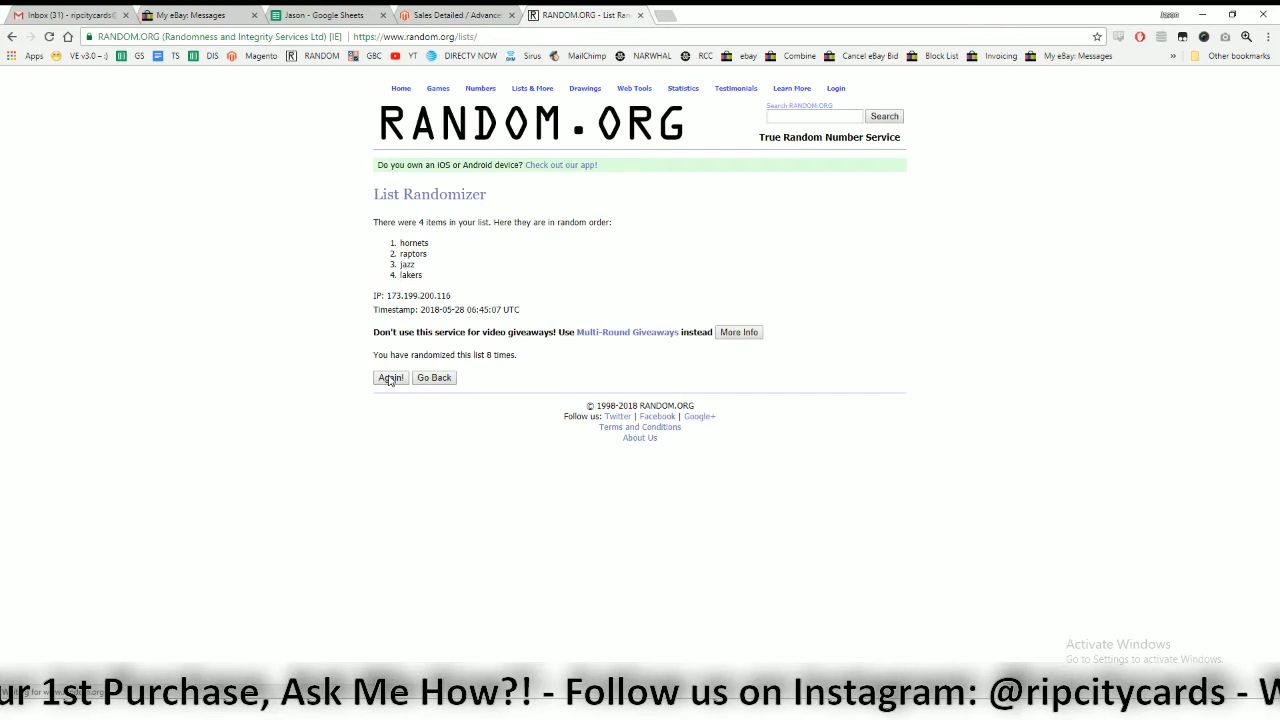 Inbox (31) - ripcitycards@ My eBay: Messages Jason - Google Sheets Sales Detailed / Advance RANDOM.ORG - List Ran Jason
RANDOM.ORG (Randomness and Integrity Services Ltd) [IE] https://www.random.org/lists/
Apps VE v3.0 –:) GS TS DIS Magento RANDOM GBC YT DIRECTV NOW Sirus MailChimp NARWHAL RCC ebay Combine Cancel eBay Bid Block List Invoicing My eBay: Messages » Other bookmarks
Home Games Numbers Lists & More Drawings Web Tools Statistics Testimonials Learn More Login
Search RANDOM.ORG
RANDOM.ORG
Search
True Random Number Service
Do you own an iOS or Android device? Check out our app!
List Randomizer
There were 4 items in your list. Here they are in random order:
1. hornets
2. raptors
3. jazz
4. lakers
IP: 173.199.200.116
Timestamp: 2018-05-28 06:45:07 UTC
Don't use this service for video giveaways! Use Multi-Round Giveaways instead More Info
You have randomized this list 8 times.
Again! Go Back
© 1998-2018 RANDOM.ORG
Follow us: Twitter | Facebook | Google+
Terms and Conditions
About Us
Activate Windows
Go to Settings to activate Windows.
ur 1st Purchase, Ask Me How?! - Follow us on Instagram: @ripcitycards - W